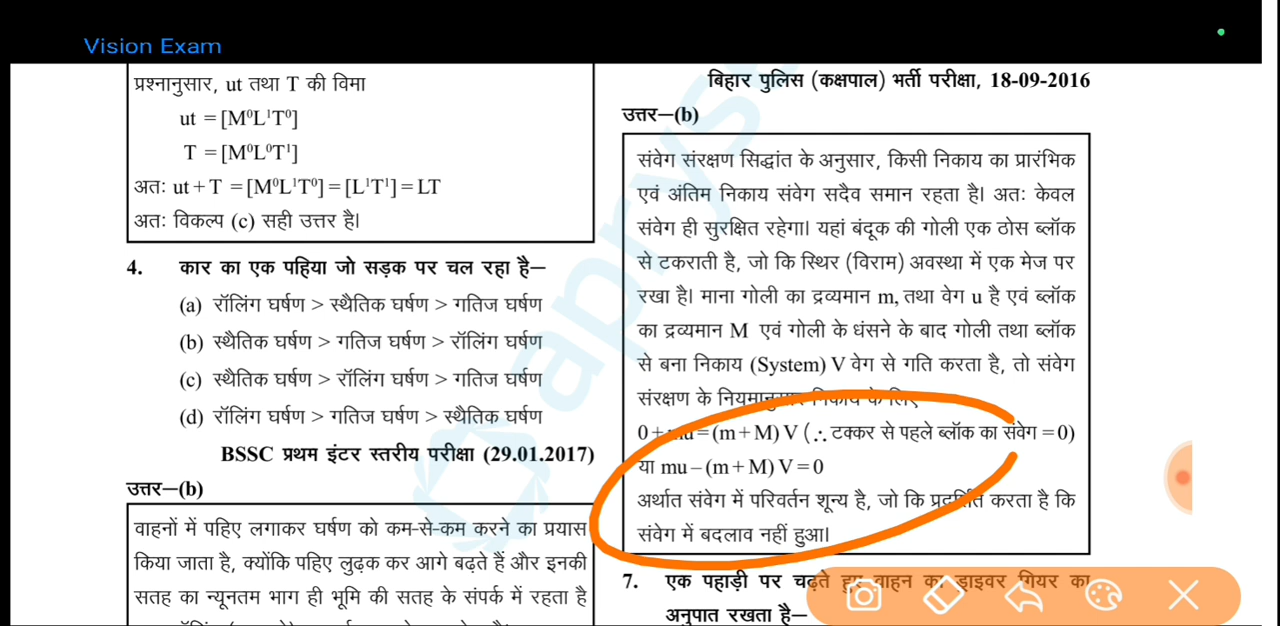 Vision Exam
प्रश्नानुसार, ut तथा T की विमा
ut = [M⁰L¹T⁰]
T = [M⁰L⁰T¹]
अतः ut + T = [M⁰L¹T⁰] = [L¹T¹] = LT
अतः विकल्प (c) सही उत्तर है।
4. कार का एक पहिया जो सड़क पर चल रहा है–
(a) रॉलिंग घर्षण > स्थैतिक घर्षण > गतिज घर्षण
(b) स्थैतिक घर्षण > गतिज घर्षण > रॉलिंग घर्षण
(c) स्थैतिक घर्षण > रॉलिंग घर्षण > गतिज घर्षण
(d) रॉलिंग घर्षण > गतिज घर्षण > स्थैतिक घर्षण
BSSC प्रथम इंटर स्तरीय परीक्षा (29.01.2017)
उत्तर–(b)
वाहनों में पहिए लगाकर घर्षण को कम-से-कम करने का प्रयास
किया जाता है, क्योंकि पहिए लुढ़क कर आगे बढ़ते हैं और इनकी
सतह का न्यूनतम भाग ही भूमि की सतह के संपर्क में रहता है
बिहार पुलिस (कक्षपाल) भर्ती परीक्षा, 18-09-2016
उत्तर–(b)
संवेग संरक्षण सिद्धांत के अनुसार, किसी निकाय का प्रारंभिक
एवं अंतिम निकाय संवेग सदैव समान रहता है। अतः केवल
संवेग ही सुरक्षित रहेगा। यहां बंदूक की गोली एक ठोस ब्लॉक
से टकराती है, जो कि स्थिर (विराम) अवस्था में एक मेज पर
रखा है। माना गोली का द्रव्यमान m, तथा वेग u है एवं ब्लॉक
का द्रव्यमान M एवं गोली के धंसने के बाद गोली तथा ब्लॉक
से बना निकाय (System) V वेग से गति करता है, तो संवेग
संरक्षण के नियमानुसार निकाय के लिए
0 + mu = (m + M) V (∴ टक्कर से पहले ब्लॉक का संवेग = 0)
या mu – (m + M) V = 0
अर्थात संवेग में परिवर्तन शून्य है, जो कि प्रदर्शित करता है कि
संवेग में बदलाव नहीं हुआ।
7. एक पहाड़ी पर चढ़ते हुए वाहन का ड्राइवर गियर का
अनुपात रखता है–